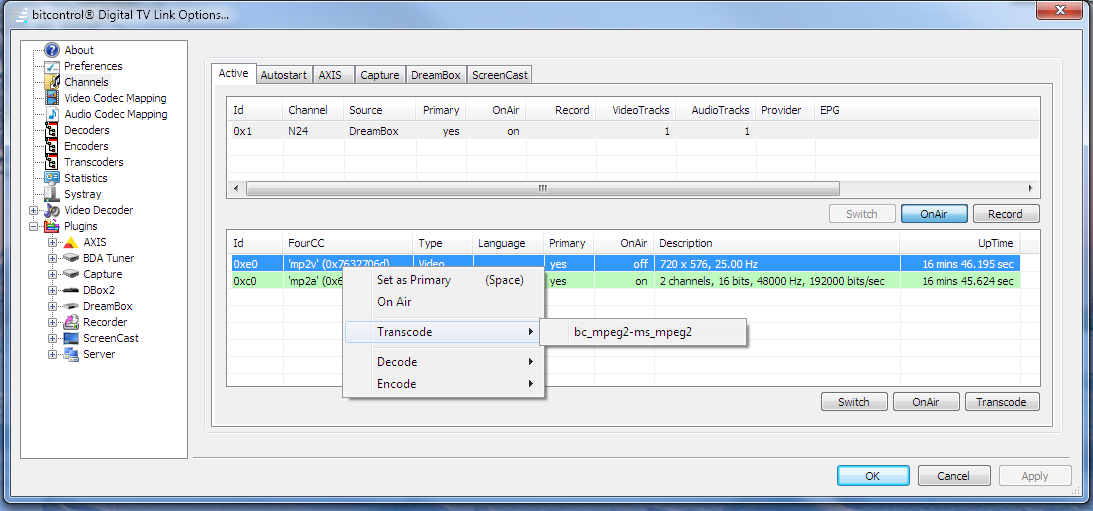 bitcontrol® Digital TV Link Options...
About
Preferences
Channels
Video Codec Mapping
Audio Codec Mapping
Decoders
Encoders
Transcoders
Statistics
Systray
Video Decoder
Plugins
AXIS
BDA Tuner
Capture
DBox2
DreamBox
Recorder
ScreenCast
Server
Active Autostart AXIS Capture DreamBox ScreenCast
Id Channel Source Primary OnAir Record VideoTracks AudioTracks Provider EPG
0x1 N24 DreamBox yes on 1 1
Switch OnAir Record
Id FourCC Type Language Primary OnAir Description UpTime
0xe0 'mp2v' (0x7632706d) Video yes off 720 x 576, 25.00 Hz 16 mins 46.195 sec
0xc0 'mp2a' (0x6 yes on 2 channels, 16 bits, 48000 Hz, 192000 bits/sec 16 mins 45.624 sec
Set as Primary (Space)
On Air
Transcode bc_mpeg2-ms_mpeg2
Decode
Encode
Switch OnAir Transcode
OK Cancel Apply